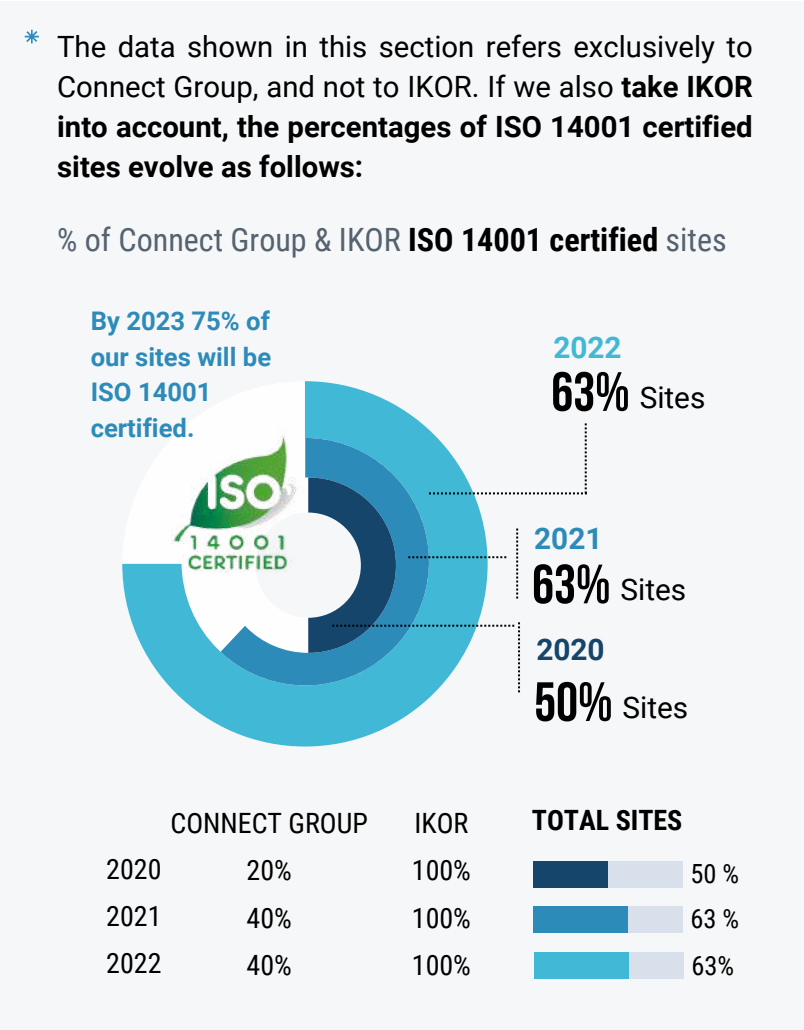 * The data shown in this section refers exclusively to
Connect Group, and not to IKOR. If we also take IKOR
into account, the percentages of ISO 14001 certified
sites evolve as follows:
% of Connect Group & IKOR ISO 14001 certified sites
By 2023 75% of
our sites will be
ISO 14001
certified.
ISO
14001
CERTIFIED
2022
63% Sites
2021
63% Sites
2020
50% Sites
CONNECT GROUP IKOR TOTAL SITES
2020 20% 100% 50 %
2021 40% 100% 63 %
2022 40% 100% 63%